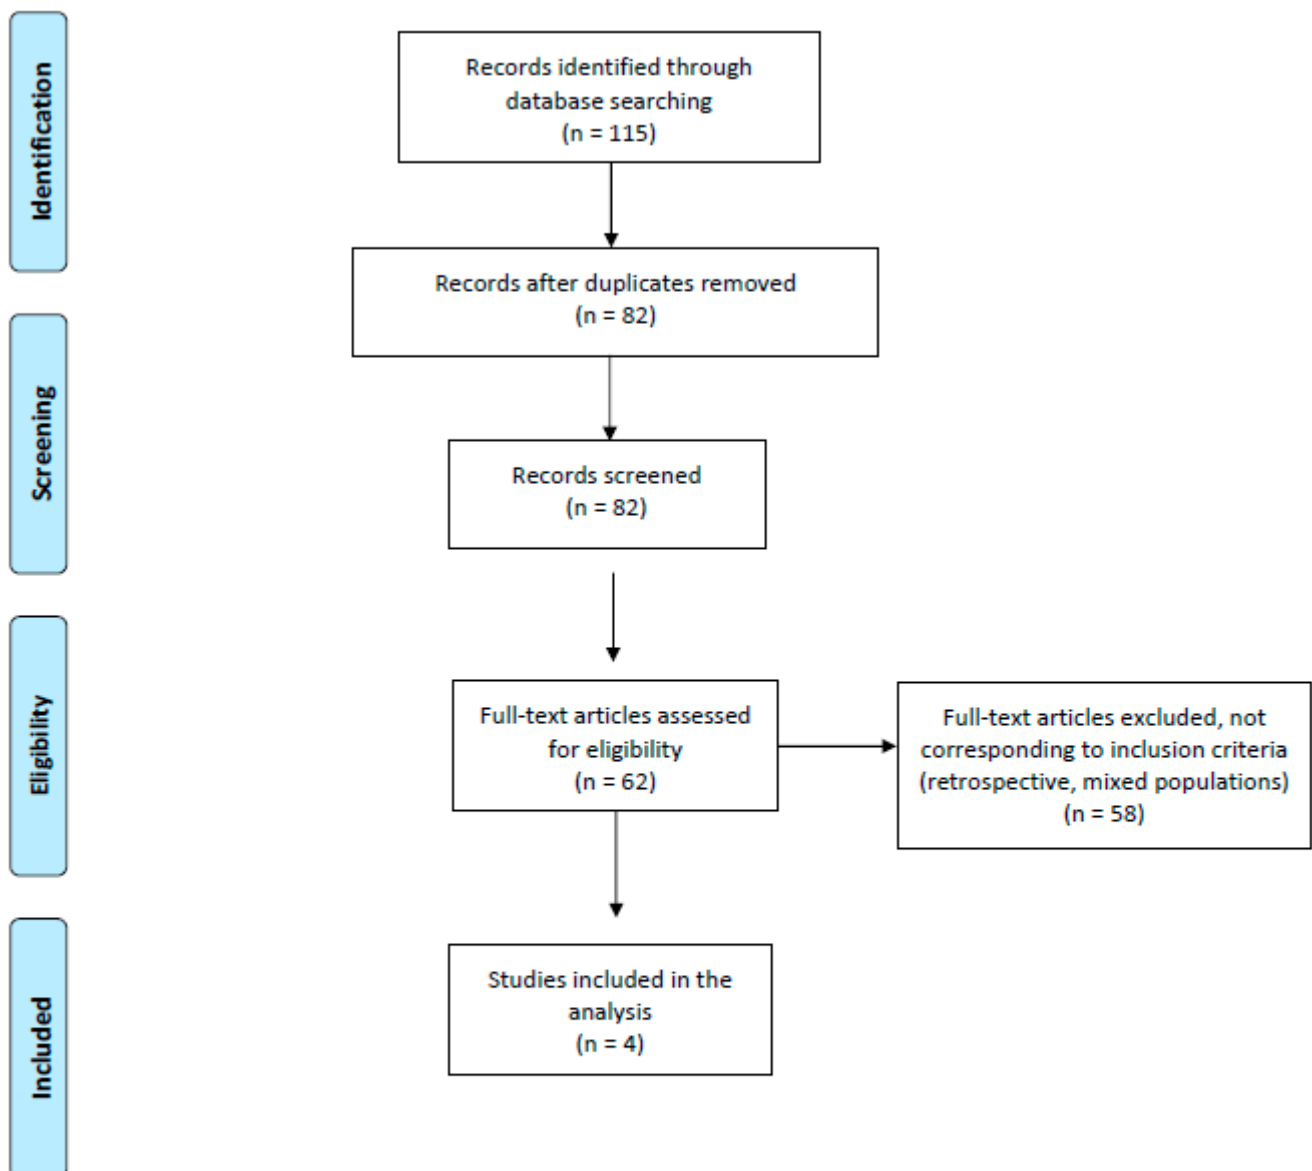 Identification
Records identified through
database searching
(n = 115)
Records after duplicates removed
(n = 82)
Screening
Records screened
(n = 82)
Eligibility
Full-text articles assessed
for eligibility
(n = 62)
Full-text articles excluded, not
corresponding to inclusion criteria
(retrospective, mixed populations)
(n = 58)
Included
Studies included in the
analysis
(n = 4)